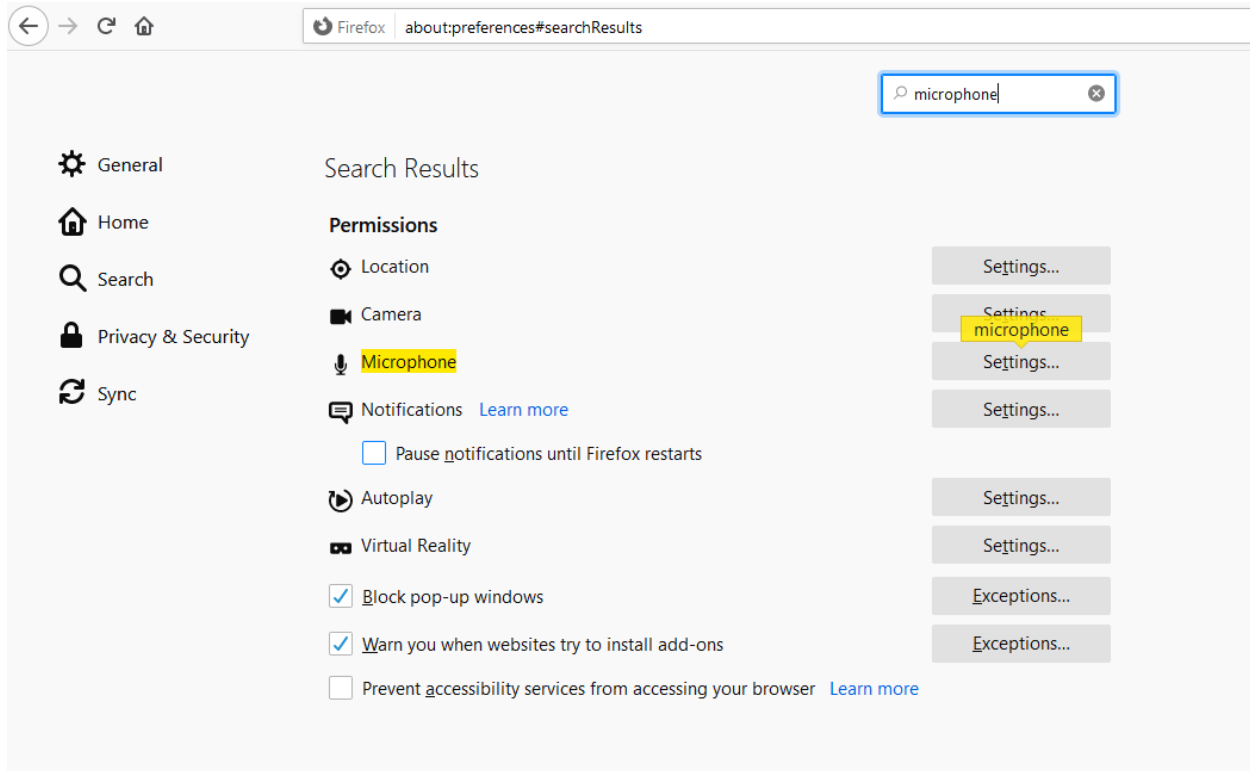 Firefox about:preferences#searchResults
microphone
General
Home
Search
Privacy & Security
Sync
Search Results
Permissions
Location Settings...
Camera Settings...
microphone
Microphone Settings...
Notifications Learn more Settings...
Pause notifications until Firefox restarts
Autoplay Settings...
Virtual Reality Settings...
Block pop-up windows Exceptions...
Warn you when websites try to install add-ons Exceptions...
Prevent accessibility services from accessing your browser Learn more